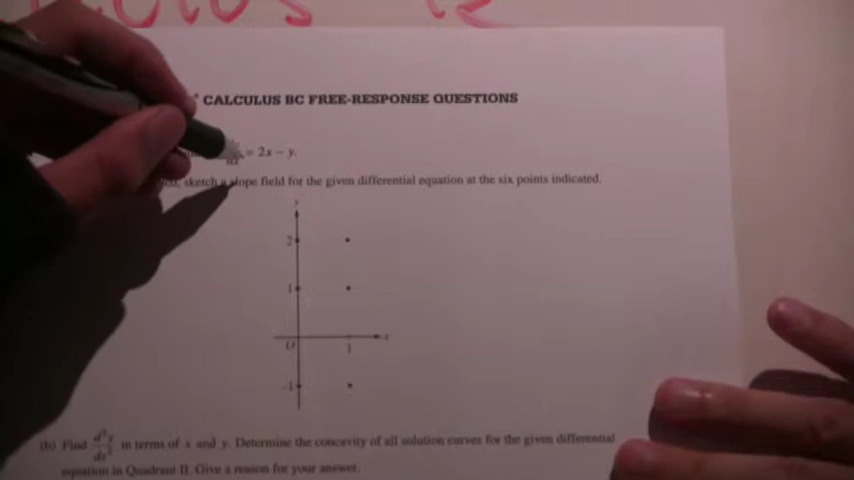 CALCULUS BC FREE-RESPONSE QUESTIONS
= 2x − y.
sketch a slope field for the given differential equation at the six points indicated.
y
2
1
x
O
1
−1
(b) Find d²y/dx² in terms of x and y. Determine the concavity of all solution curves for the given differential
equation in Quadrant II. Give a reason for your answer.